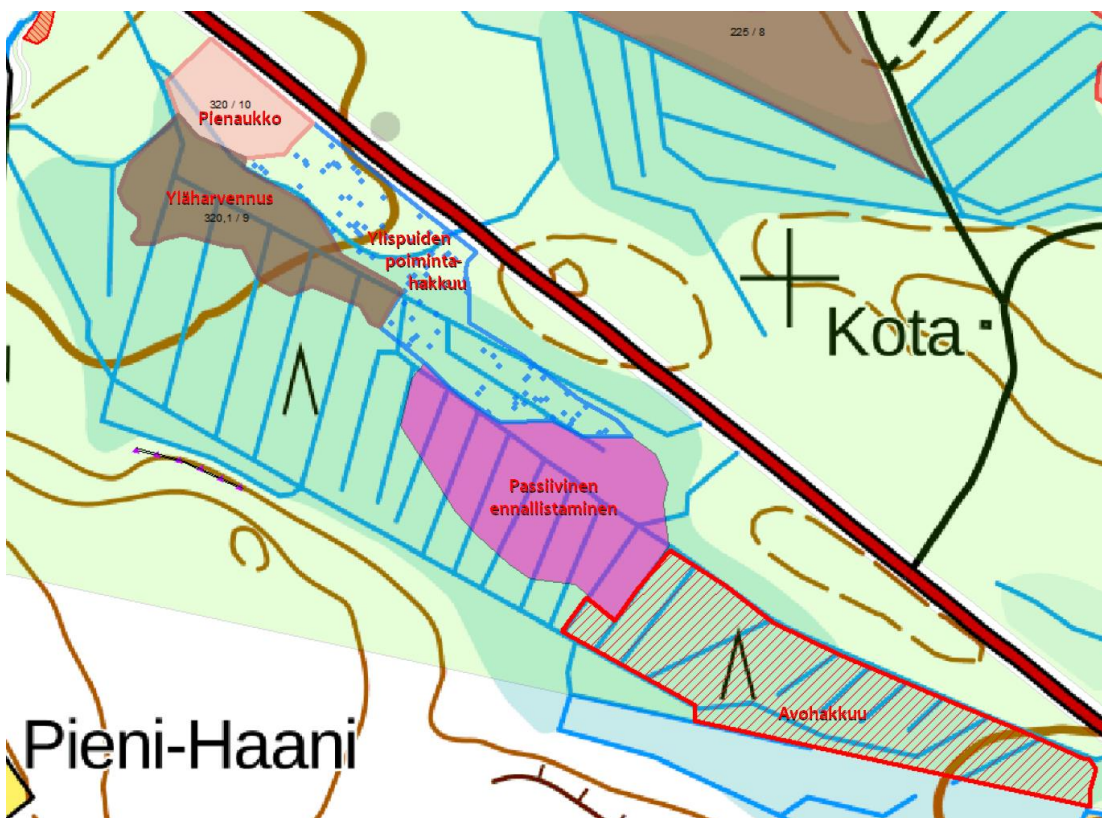 225 / 8
320 / 10
Pienaukko
Yläharvennus
320,1 / 9
Ylispuiden
poiminta-
hakkuu
Kota
Passiivinen
ennallistaminen
Avohakkuu
Pieni-Haani